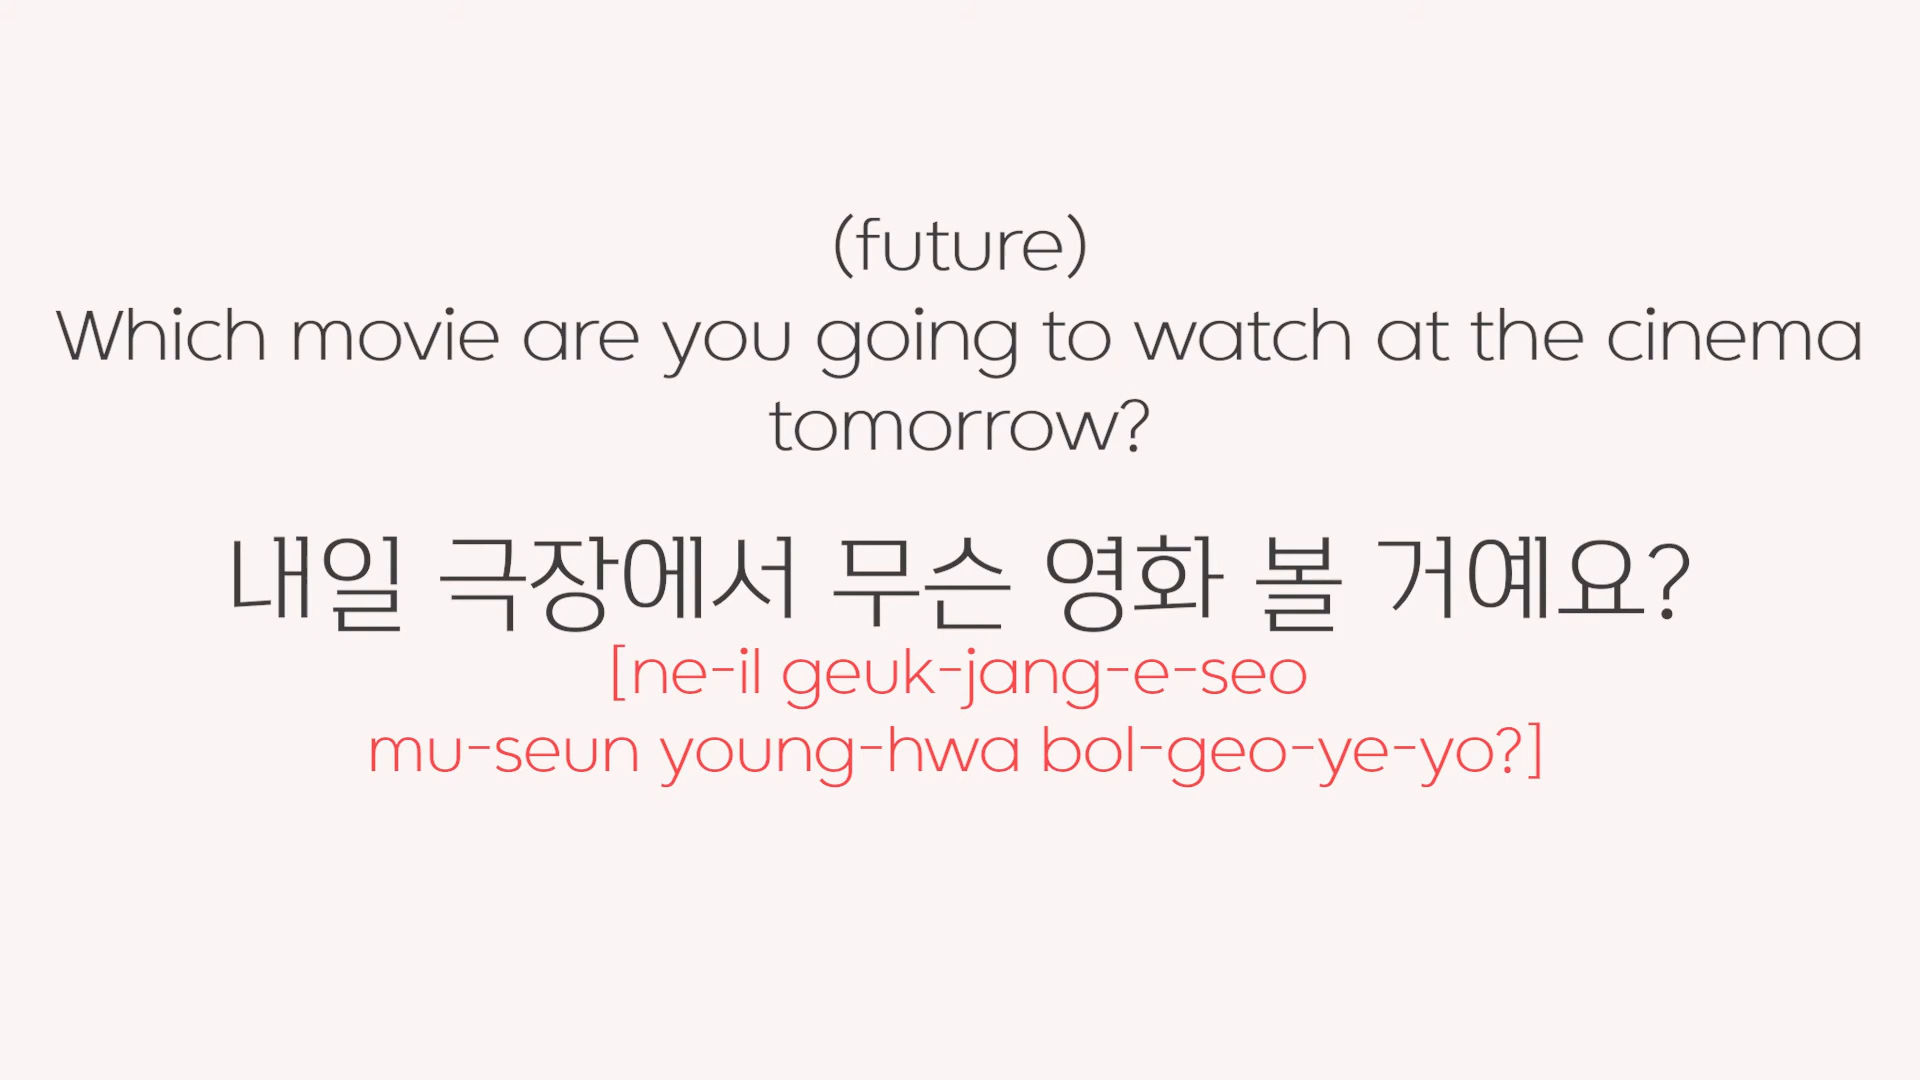 (future)
Which movie are you going to watch at the cinema
tomorrow?
내일 극장에서 무슨 영화 볼 거예요?
[ne-il geuk-jang-e-seo
mu-seun young-hwa bol-geo-ye-yo?]